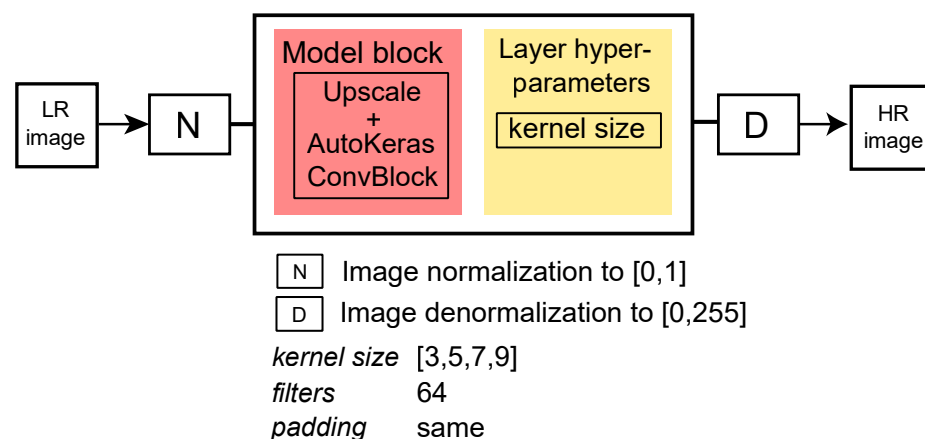 LR
image
N
Model block
Upscale
+
AutoKeras
ConvBlock
Layer hyper-
parameters
kernel size
D
HR
image
N Image normalization to [0,1]
D Image denormalization to [0,255]
kernel size [3,5,7,9]
filters 64
padding same